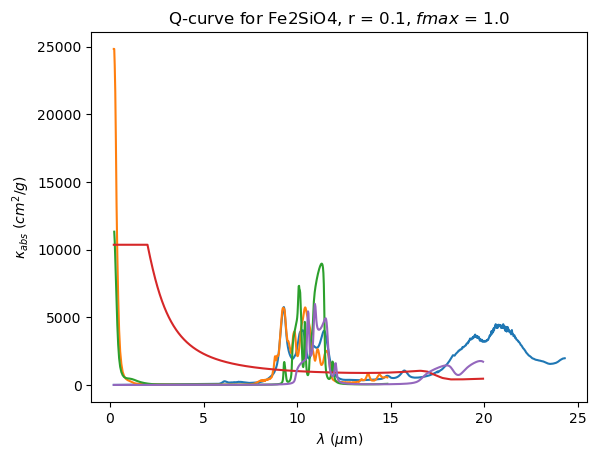 Q-curve for Fe2SiO4, r = 0.1, fmax = 1.0
25000
20000
15000
10000
5000
0
κabs (cm²/g)
0 5 10 15 20 25
λ (μm)